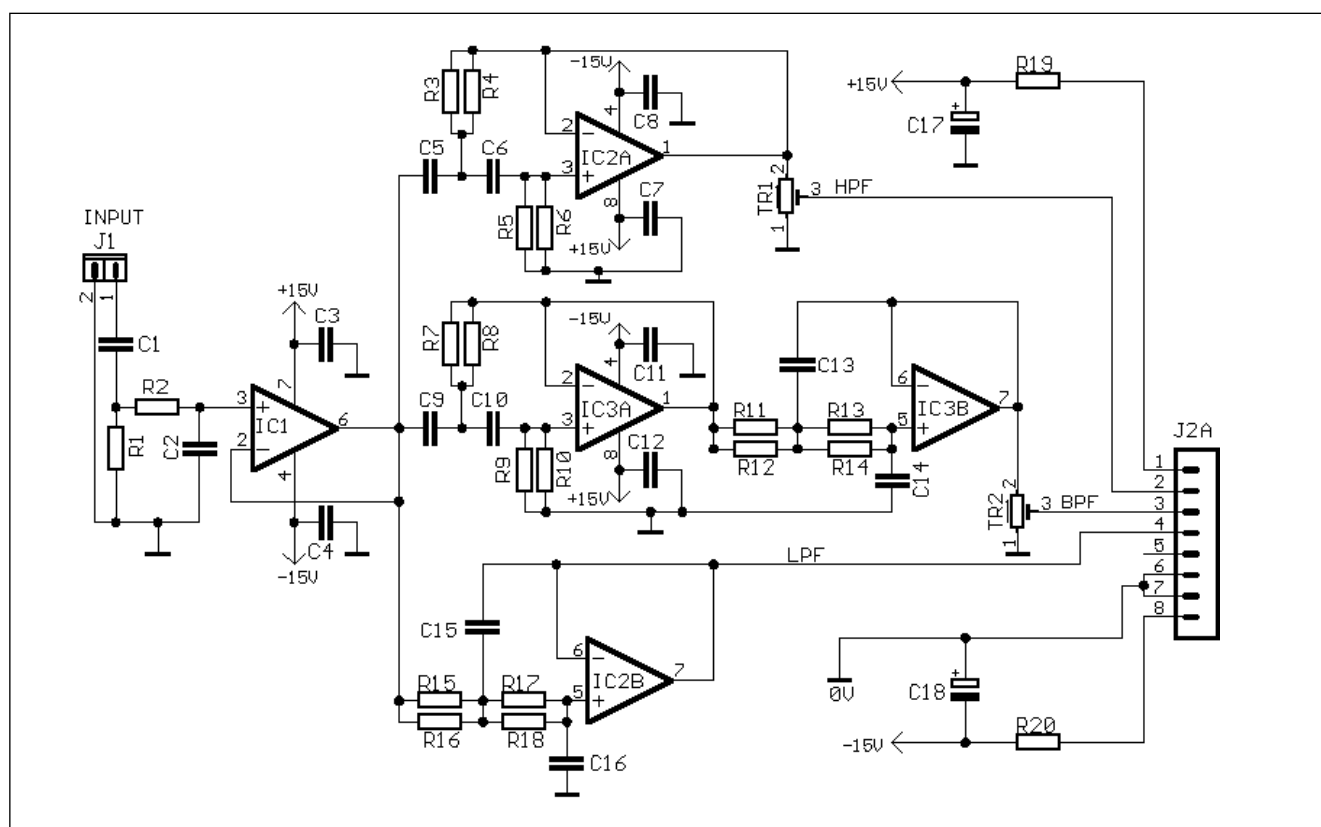 R3
R4
-15V
4
C8
2
IC2A
1
C5
C6
3
R5
R6
8
C7
+15V
2
TR1
3 HPF
1
+15V
R19
C17
INPUT
J1
2
1
C1
R2
R1
C2
+15V
C3
7
3
IC1
6
2
4
C4
-15V
R7
R8
-15V
4
C11
2
IC3A
1
C9
C10
3
R9
R10
8
C12
+15V
C13
R11
R12
R13
R14
6
IC3B
7
5
C14
2
TR2
3 BPF
1
J2A
1
2
3
4
5
6
7
8
LPF
C15
6
IC2B
7
5
R15
R16
R17
R18
C16
0V
C18
-15V
R20